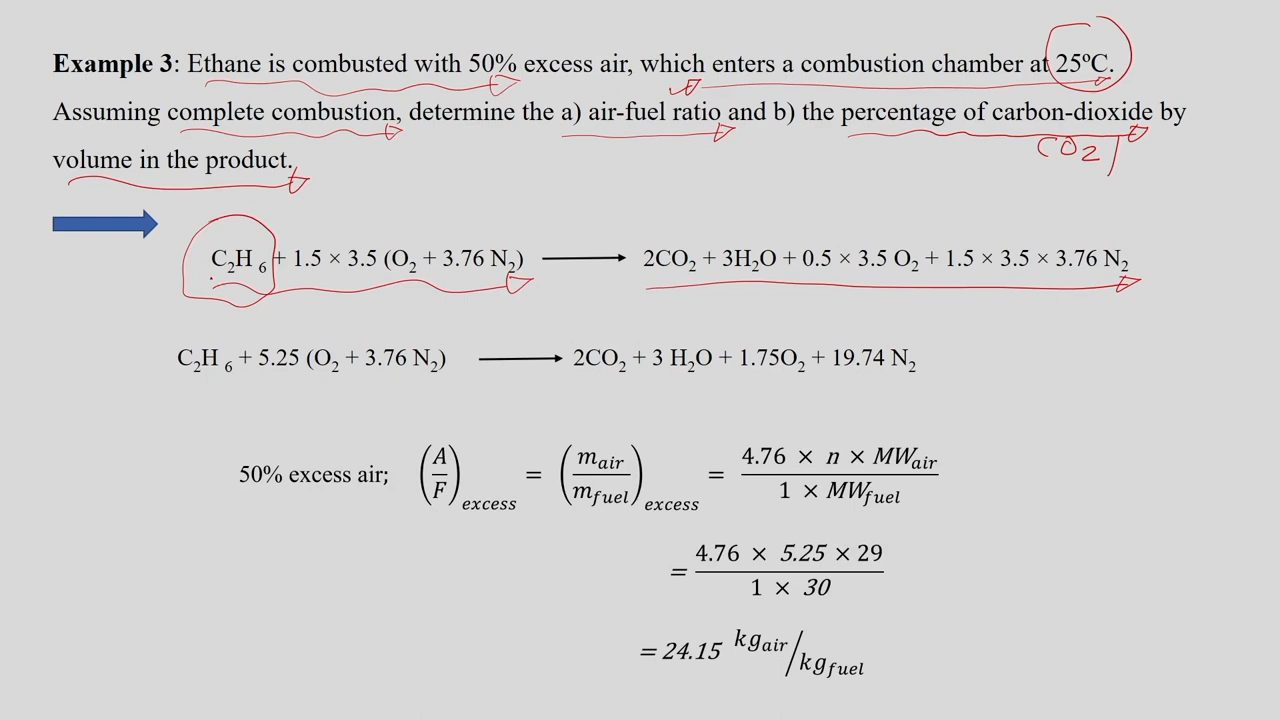 Example 3: Ethane is combusted with 50% excess air, which enters a combustion chamber at 25ºC.
Assuming complete combustion, determine the a) air-fuel ratio and b) the percentage of carbon-dioxide by
CO2
volume in the product.
C₂H ₆ + 1.5 × 3.5 (O₂ + 3.76 N₂) ⟶ 2CO₂ + 3H₂O + 0.5 × 3.5 O₂ + 1.5 × 3.5 × 3.76 N₂
C₂H ₆ + 5.25 (O₂ + 3.76 N₂) ⟶ 2CO₂ + 3 H₂O + 1.75O₂ + 19.74 N₂
50% excess air; (A/F)excess = (mair/mfuel)excess = 4.76 × n × MWair / 1 × MWfuel
= 4.76 × 5.25 × 29 / 1 × 30
= 24.15 kgair/kgfuel